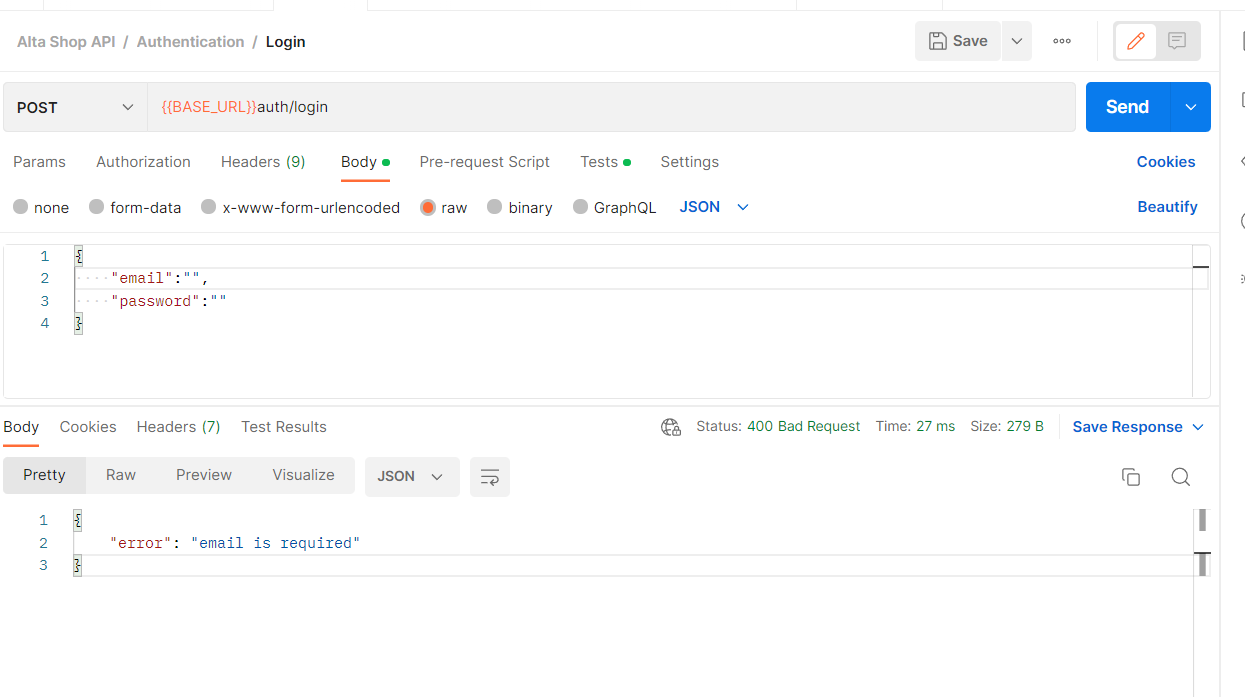 Alta Shop API / Authentication / Login
Save
POST
{{BASE_URL}}auth/login
Send
Params Authorization Headers (9) Body Pre-request Script Tests Settings Cookies
none form-data x-www-form-urlencoded raw binary GraphQL JSON Beautify
1 {
2 "email":"",
3 "password":""
4 }
Body Cookies Headers (7) Test Results Status: 400 Bad Request Time: 27 ms Size: 279 B Save Response
Pretty Raw Preview Visualize JSON
1 {
2 "error": "email is required"
3 }